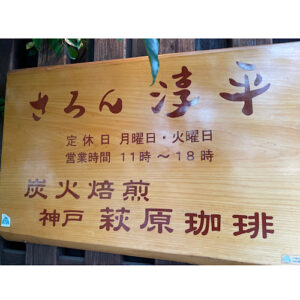 さろん 淳平
定休日 月曜日・火曜日
営業時間 11時～18時
炭火焙煎
神戸 萩原珈琲